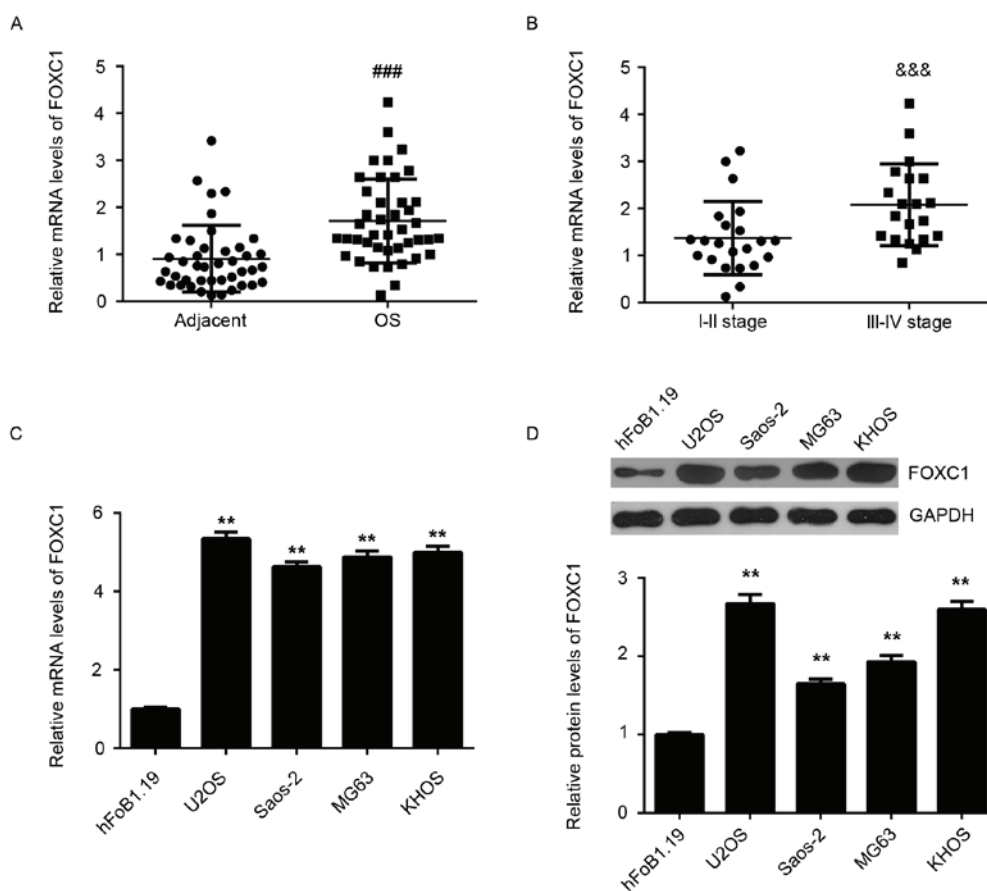 A
Relative mRNA levels of FOXC1
5
4
3
2
1
0
###
Adjacent
OS
B
Relative mRNA levels of FOXC1
5
4
3
2
1
0
&&&
I-II stage
III-IV stage
C
Relative mRNA levels of FOXC1
6
4
2
0
**
**
**
**
hFoB1.19
U2OS
Saos-2
MG63
KHOS
D
hFoB1.19
U2OS
Saos-2
MG63
KHOS
FOXC1
GAPDH
Relative protein levels of FOXC1
3
2
1
0
**
**
**
**
hFoB1.19
U2OS
Saos-2
MG63
KHOS